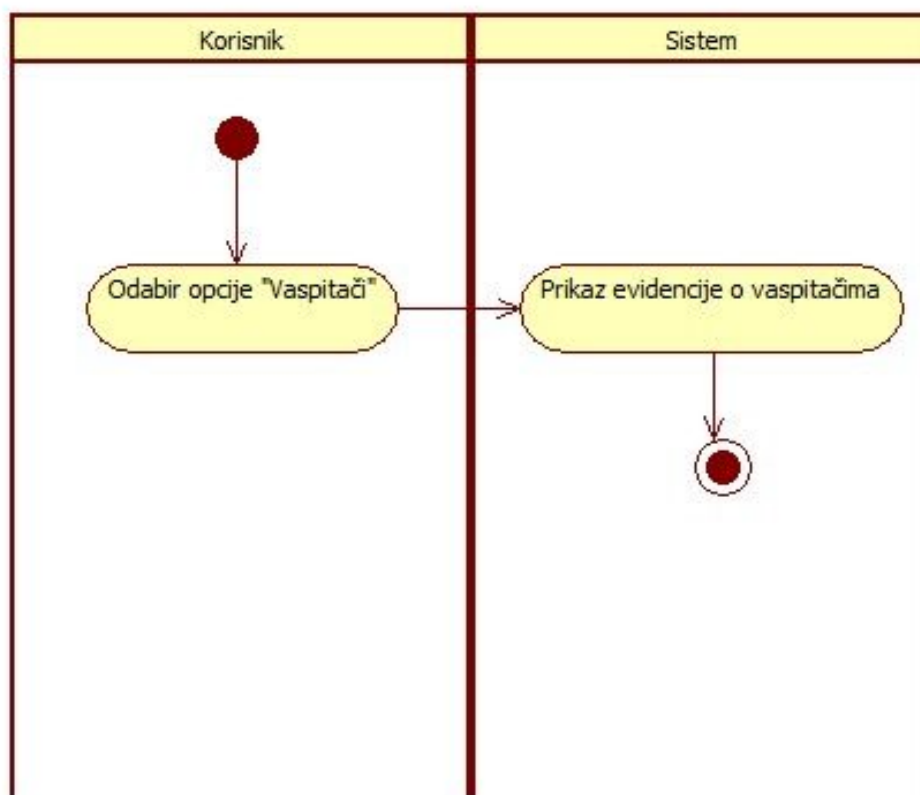 Korisnik
Sistem
Odabir opcije "Vaspitači"
Prikaz evidencije o vaspitačima